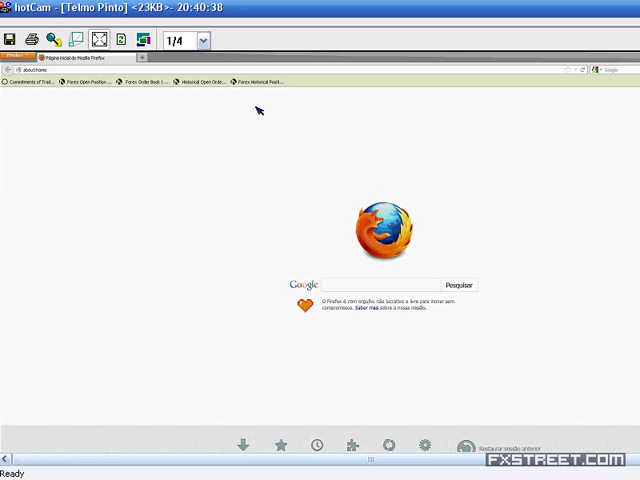 hotCam - [Telmo Pinto] <23KB>- 20:40:38
1/4
Firefox
Página inicial do Mozilla Firefox
about:home
Google
Commitments of Trad...
Forex Open Position ...
Forex Order Book | ...
Historical Open Orde...
Forex Historical Posit...
Google
Pesquisar
O Firefox é com orgulho não lucrativo e livre para inovar sem
compromissos. Saber mais sobre a nossa missão.
Restaurar sessão anterior
FXSTREET.COM
Ready